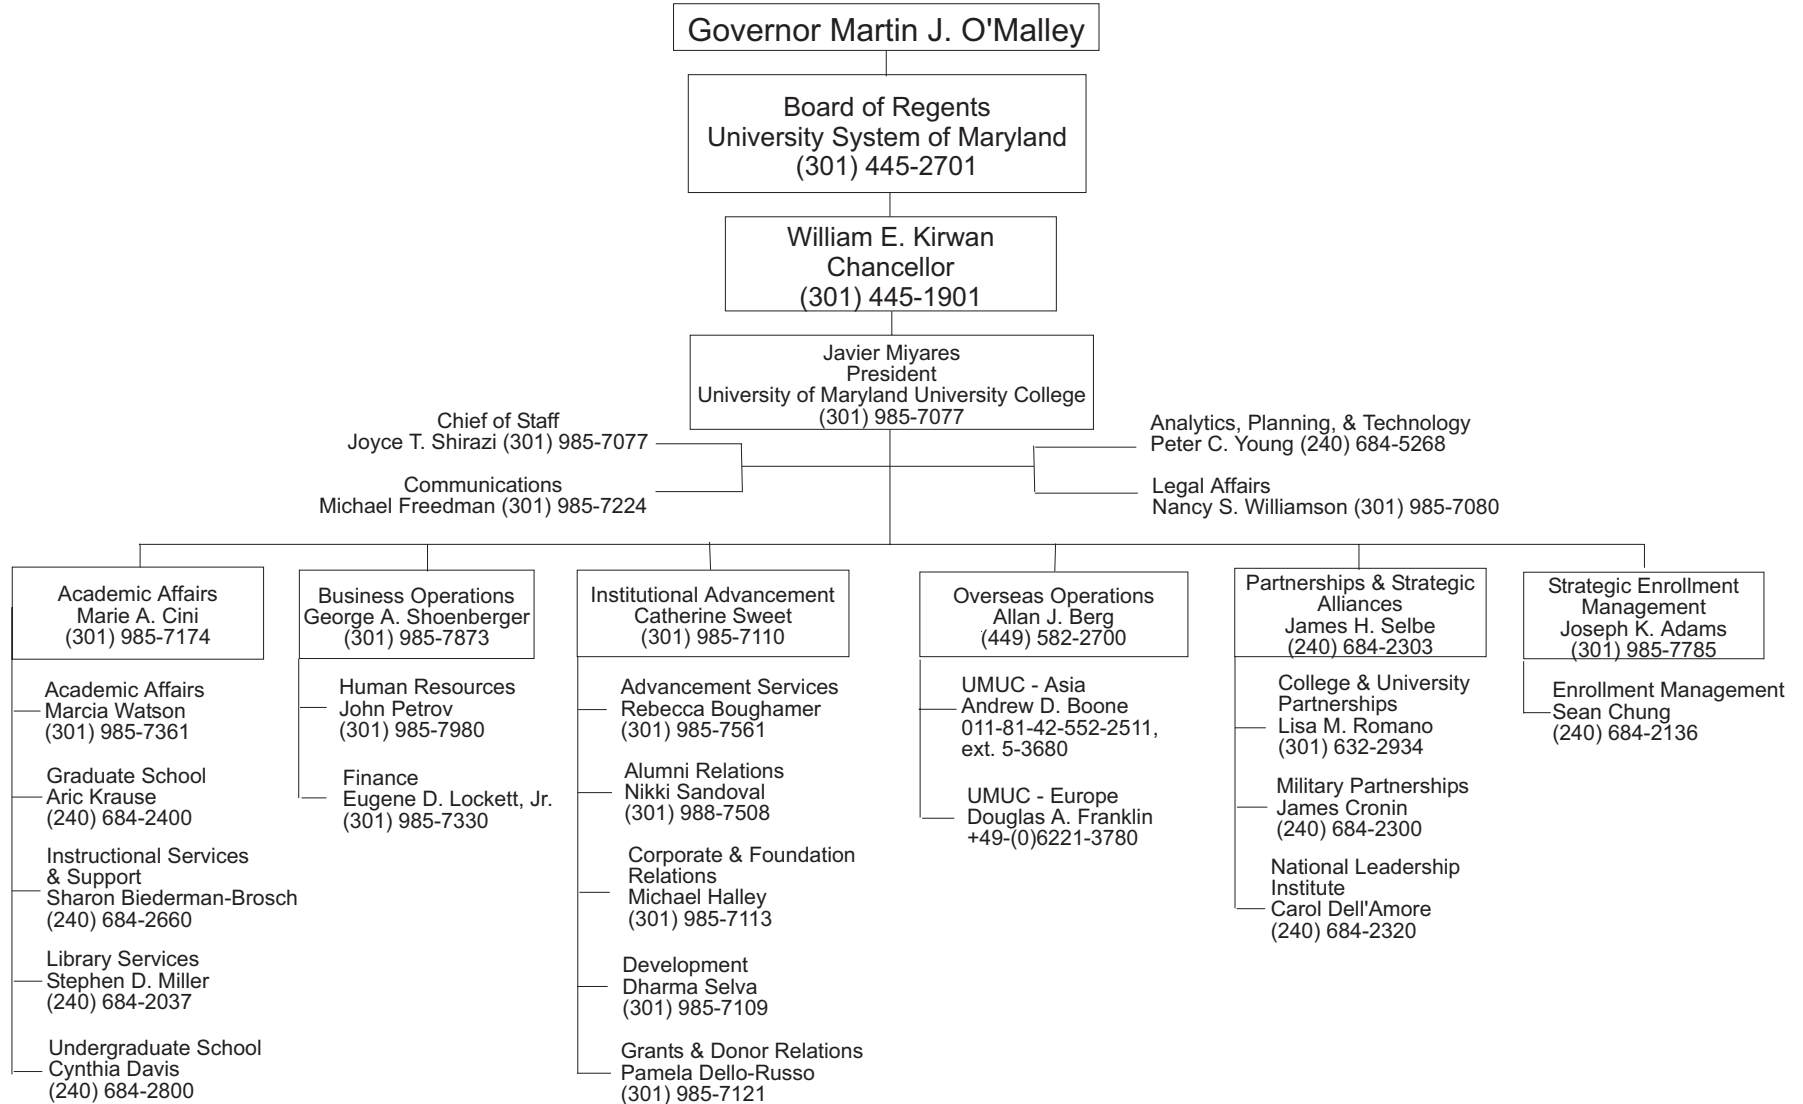 Governor Martin J. O'Malley
Board of Regents
University System of Maryland
(301) 445-2701
William E. Kirwan
Chancellor
(301) 445-1901
Javier Miyares
President
University of Maryland University College
(301) 985-7077
Chief of Staff
Joyce T. Shirazi (301) 985-7077
Communications
Michael Freedman (301) 985-7224
Analytics, Planning, & Technology
Peter C. Young (240) 684-5268
Legal Affairs
Nancy S. Williamson (301) 985-7080
Academic Affairs
Marie A. Cini
(301) 985-7174
Academic Affairs
Marcia Watson
(301) 985-7361
Graduate School
Aric Krause
(240) 684-2400
Instructional Services
& Support
Sharon Biederman-Brosch
(240) 684-2660
Library Services
Stephen D. Miller
(240) 684-2037
Undergraduate School
Cynthia Davis
(240) 684-2800
Business Operations
George A. Shoenberger
(301) 985-7873
Human Resources
John Petrov
(301) 985-7980
Finance
Eugene D. Lockett, Jr.
(301) 985-7330
Institutional Advancement
Catherine Sweet
(301) 985-7110
Advancement Services
Rebecca Boughamer
(301) 985-7561
Alumni Relations
Nikki Sandoval
(301) 988-7508
Corporate & Foundation
Relations
Michael Halley
(301) 985-7113
Development
Dharma Selva
(301) 985-7109
Grants & Donor Relations
Pamela Dello-Russo
(301) 985-7121
Overseas Operations
Allan J. Berg
(449) 582-2700
UMUC - Asia
Andrew D. Boone
011-81-42-552-2511,
ext. 5-3680
UMUC - Europe
Douglas A. Franklin
+49-(0)6221-3780
Partnerships & Strategic
Alliances
James H. Selbe
(240) 684-2303
College & University
Partnerships
Lisa M. Romano
(301) 632-2934
Military Partnerships
James Cronin
(240) 684-2300
National Leadership
Institute
Carol Dell'Amore
(240) 684-2320
Strategic Enrollment
Management
Joseph K. Adams
(301) 985-7785
Enrollment Management
Sean Chung
(240) 684-2136